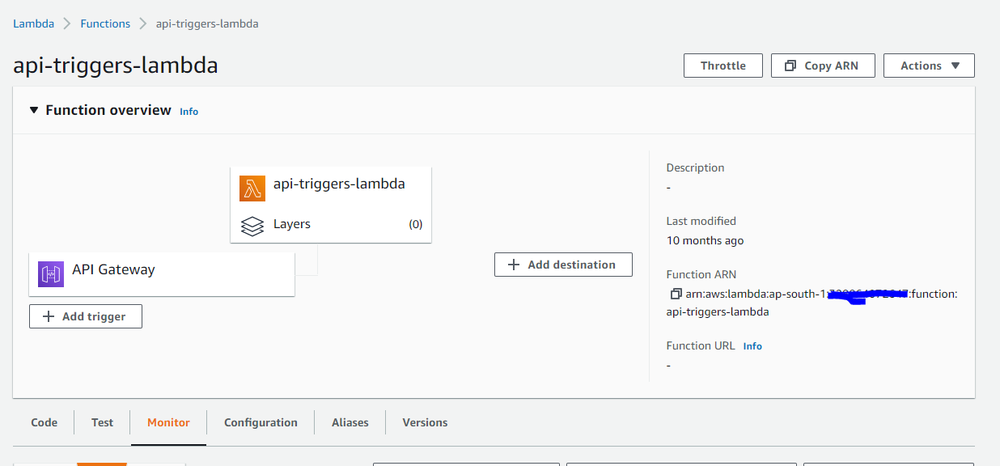 Lambda > Functions > api-triggers-lambda
api-triggers-lambda
Throttle Copy ARN Actions ▼
▼ Function overview Info
api-triggers-lambda
Layers (0)
API Gateway
+ Add trigger
+ Add destination
Description
-
Last modified
10 months ago
Function ARN
arn:aws:lambda:ap-south-1: :function:
api-triggers-lambda
Function URL Info
-
Code Test Monitor Configuration Aliases Versions